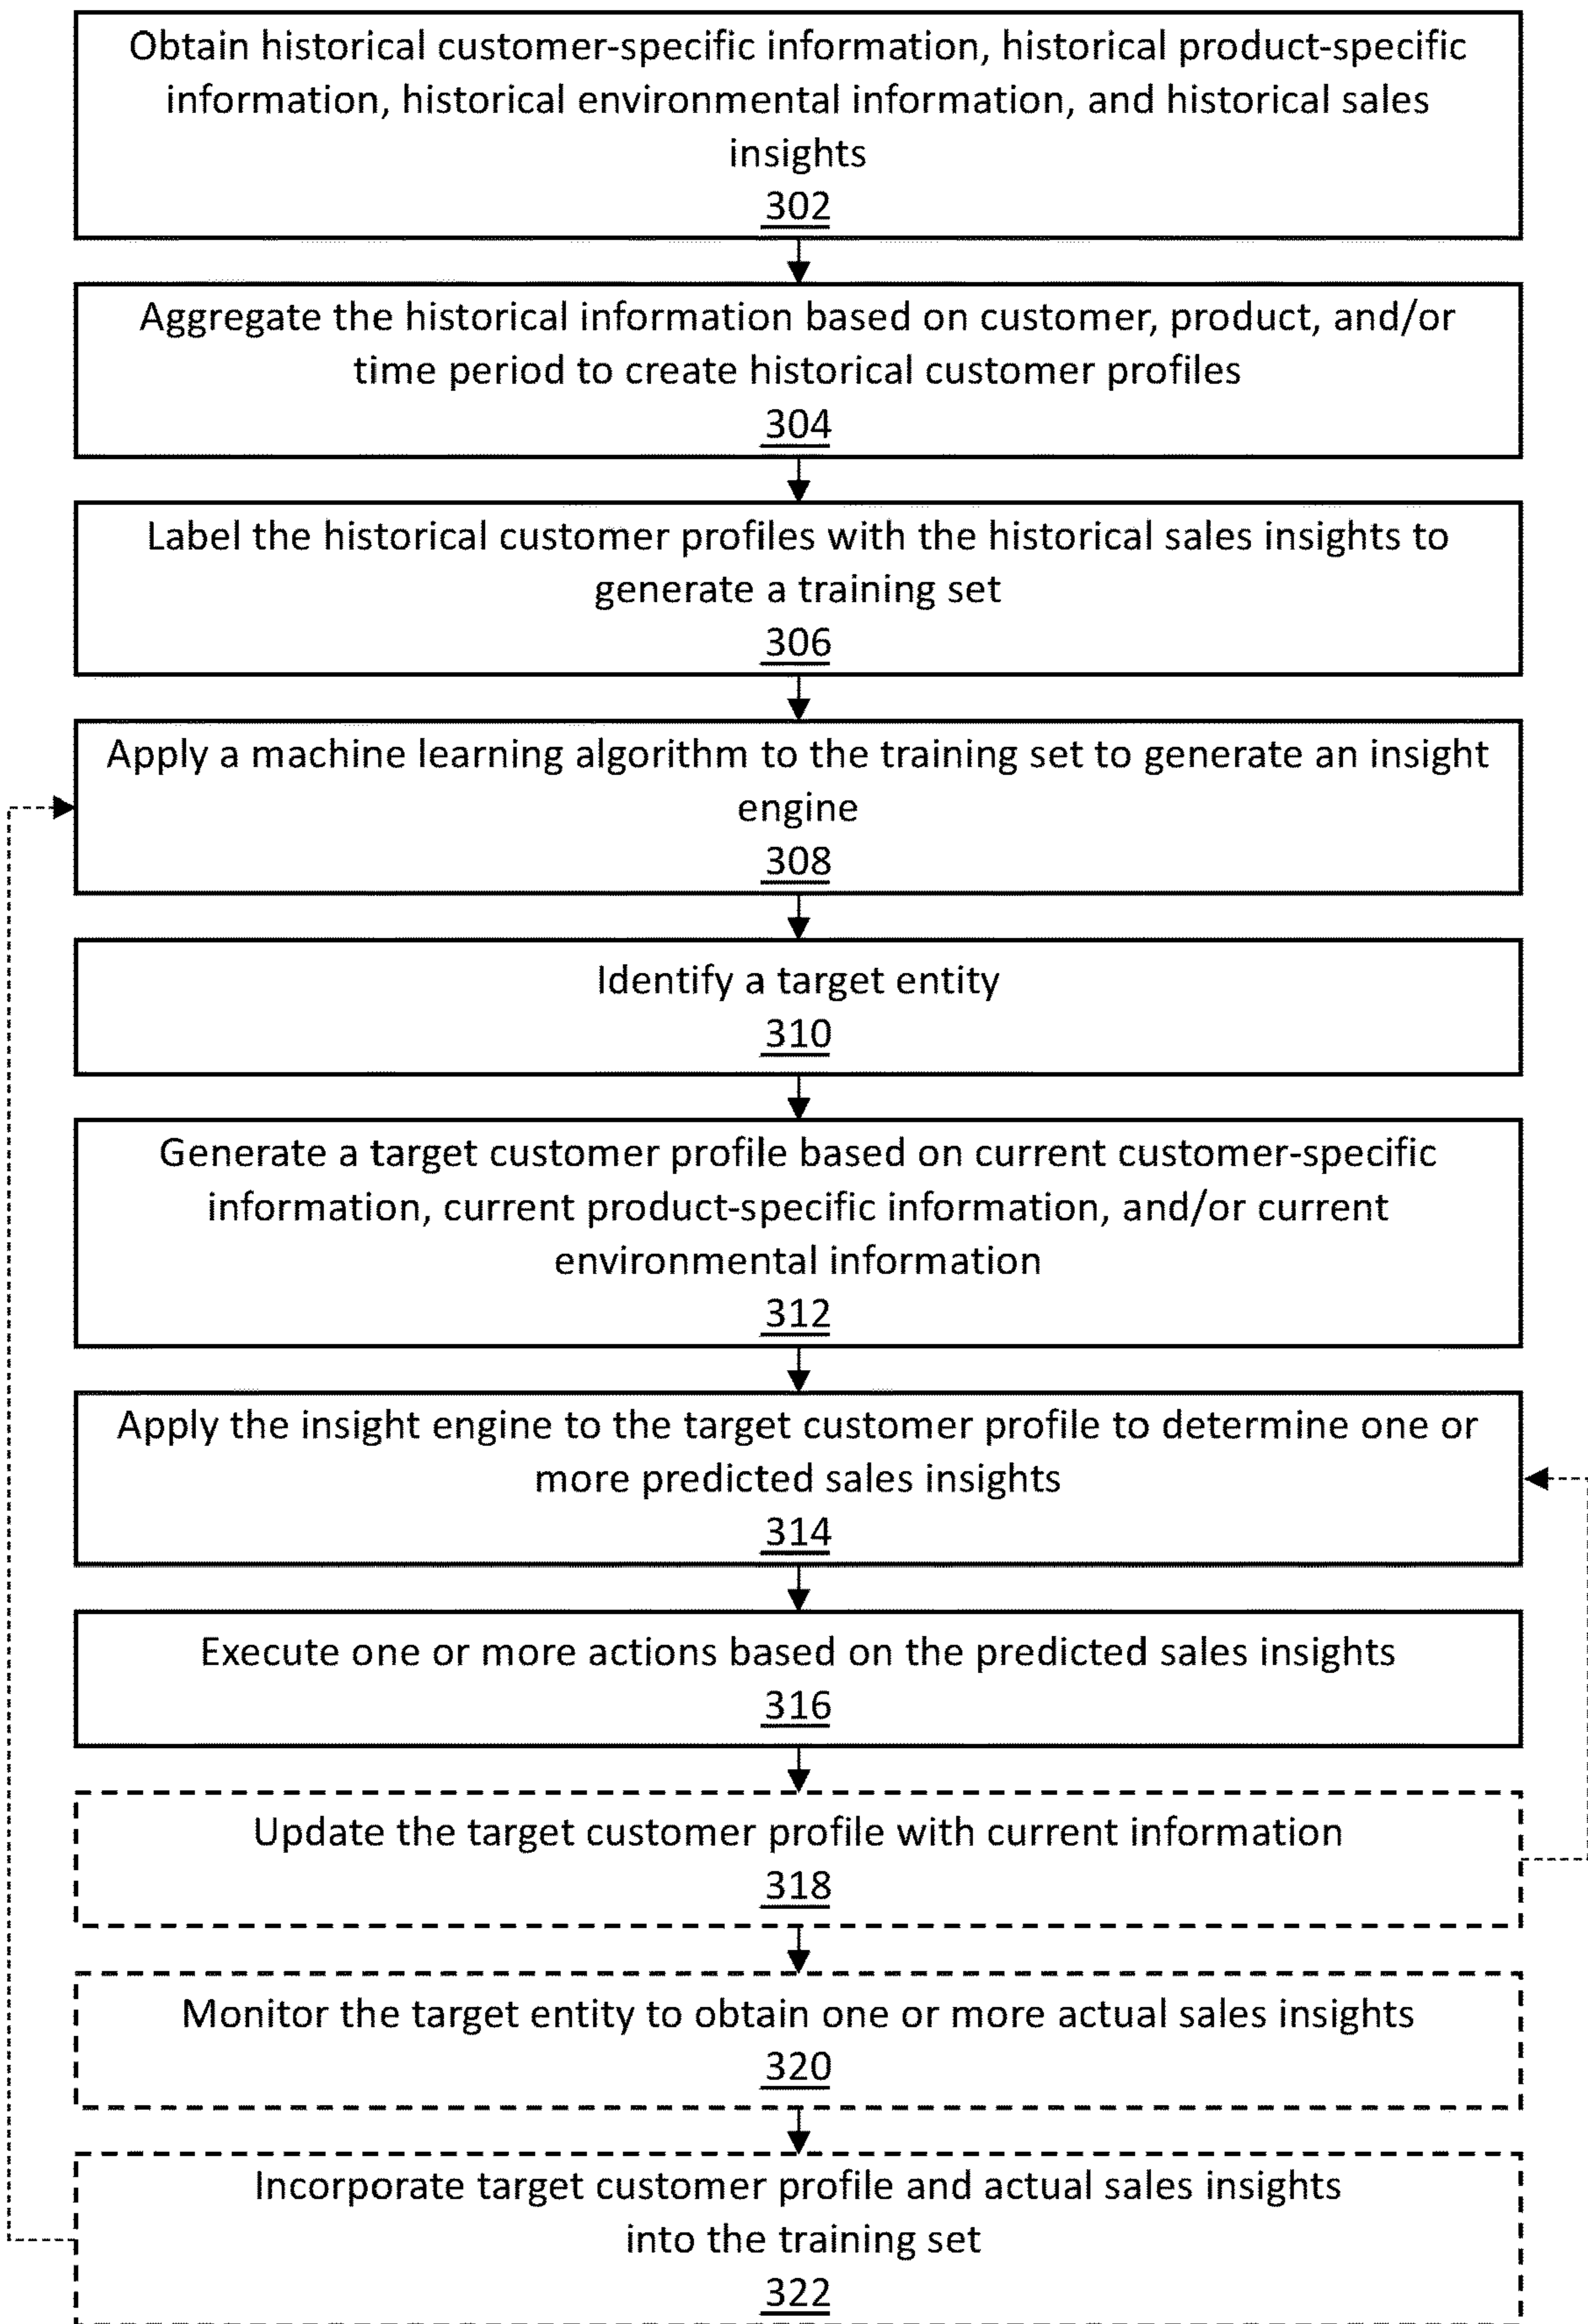 Obtain historical customer-specific information, historical product-specific
information, historical environmental information, and historical sales
insights
302
Aggregate the historical information based on customer, product, and/or
time period to create historical customer profiles
304
Label the historical customer profiles with the historical sales insights to
generate a training set
306
Apply a machine learning algorithm to the training set to generate an insight
engine
308
Identify a target entity
310
Generate a target customer profile based on current customer-specific
information, current product-specific information, and/or current
environmental information
312
Apply the insight engine to the target customer profile to determine one or
more predicted sales insights
314
Execute one or more actions based on the predicted sales insights
316
Update the target customer profile with current information
318
Monitor the target entity to obtain one or more actual sales insights
320
Incorporate target customer profile and actual sales insights
into the training set
322